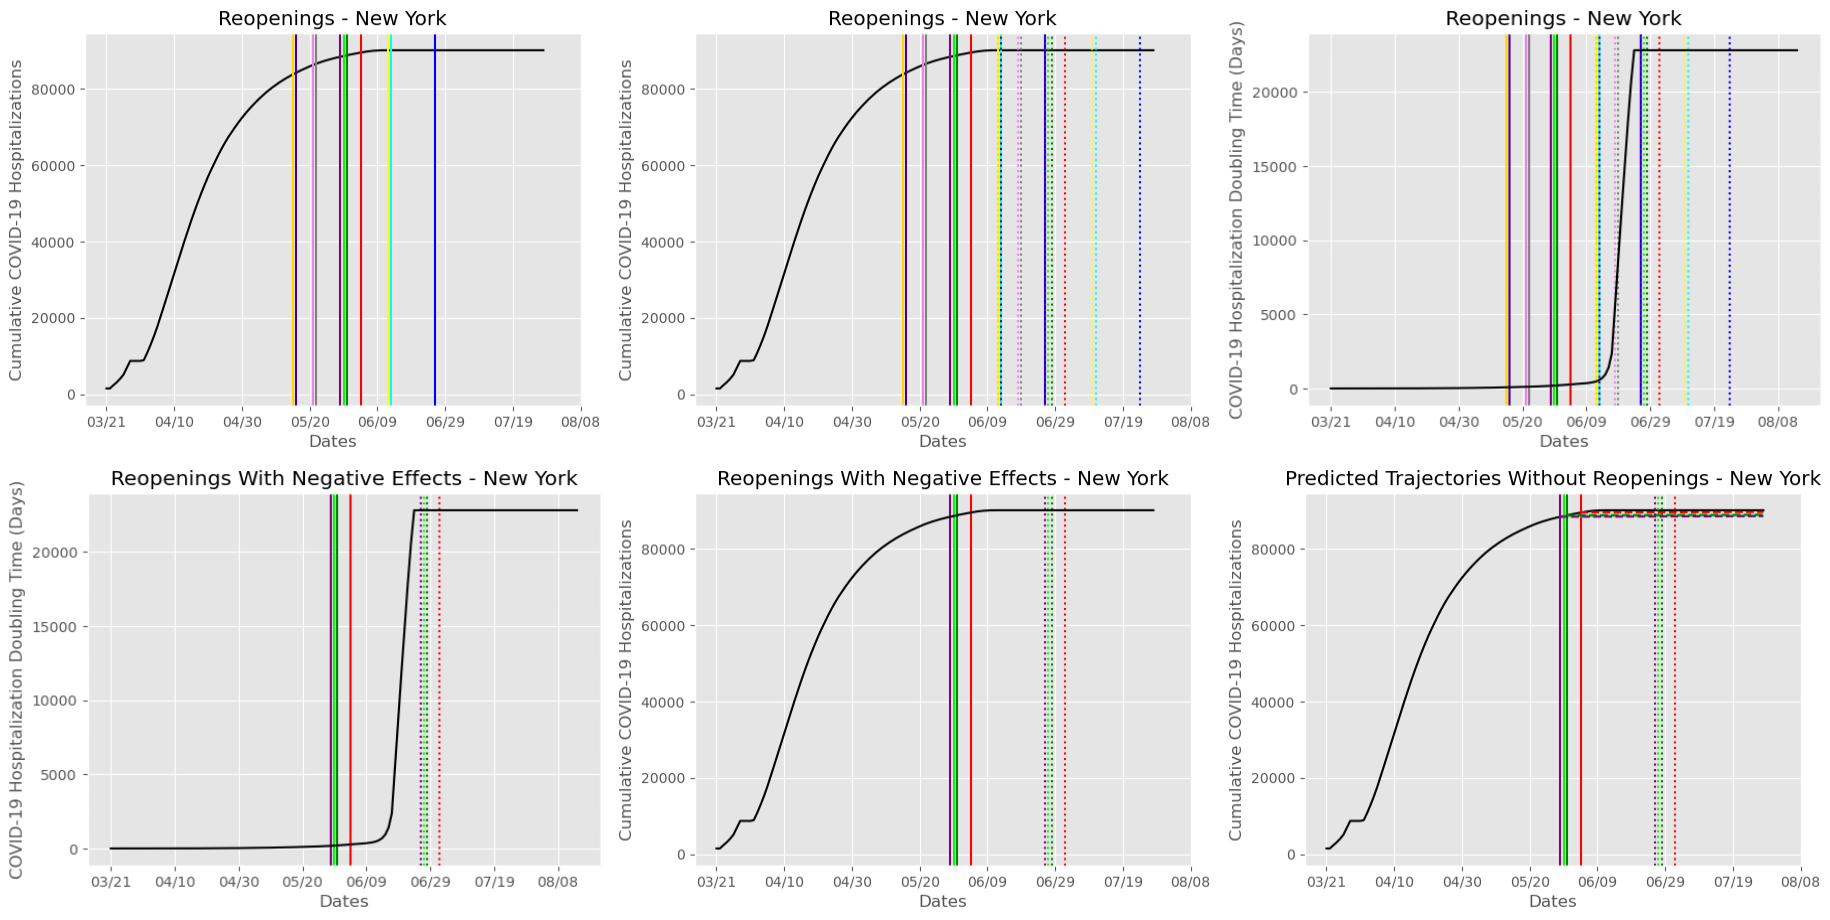 Reopenings - New York
Cumulative COVID-19 Hospitalizations
80000
60000
40000
20000
0
03/21 04/10 04/30 05/20 06/09 06/29 07/19 08/08
Dates
Reopenings - New York
Cumulative COVID-19 Hospitalizations
80000
60000
40000
20000
0
03/21 04/10 04/30 05/20 06/09 06/29 07/19 08/08
Dates
Reopenings - New York
COVID-19 Hospitalization Doubling Time (Days)
20000
15000
10000
5000
0
03/21 04/10 04/30 05/20 06/09 06/29 07/19 08/08
Dates
Reopenings With Negative Effects - New York
COVID-19 Hospitalization Doubling Time (Days)
20000
15000
10000
5000
0
03/21 04/10 04/30 05/20 06/09 06/29 07/19 08/08
Dates
Reopenings With Negative Effects - New York
Cumulative COVID-19 Hospitalizations
80000
60000
40000
20000
0
03/21 04/10 04/30 05/20 06/09 06/29 07/19 08/08
Dates
Predicted Trajectories Without Reopenings - New York
Cumulative COVID-19 Hospitalizations
80000
60000
40000
20000
0
03/21 04/10 04/30 05/20 06/09 06/29 07/19 08/08
Dates